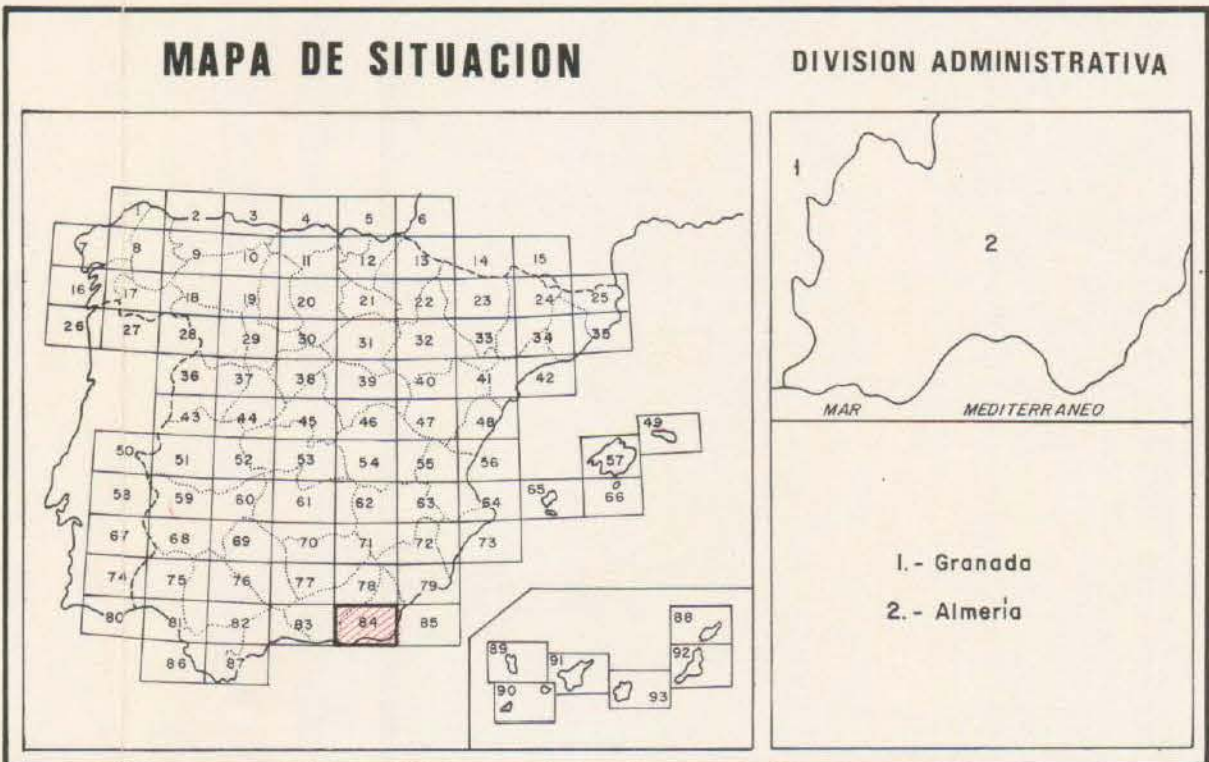 MAPA DE SITUACION
DIVISION ADMINISTRATIVA
1 2 3 4 5 6
7 8 9 10 11 12 13 14 15
16 17 18 19 20 21 22 23 24 25
26 27 28 29 30 31 32 33 34 35
36 37 38 39 40 41 42
43 44 45 46 47 48 49
50 51 52 53 54 55 56 57
58 59 60 61 62 63 64 65 66
67 68 69 70 71 72 73
74 75 76 77 78 79
80 81 82 83 84 85
86 87
88
89 91 92
90 93
1
2
MAR MEDITERRANEO
1.- Granada
2.- Almería